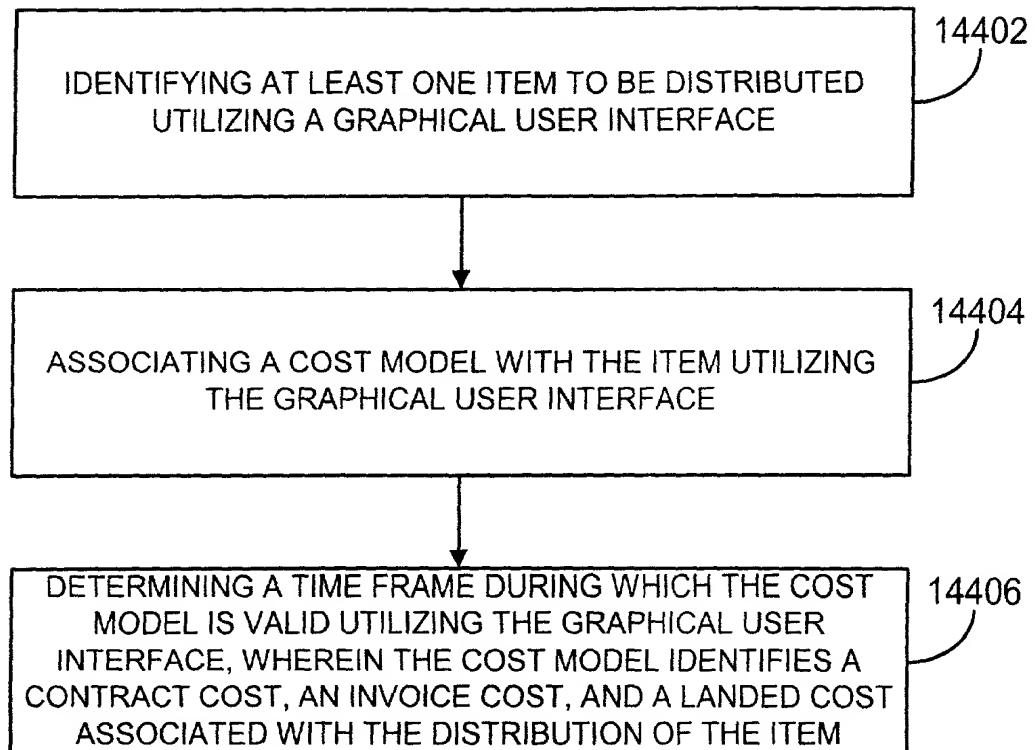 14402
IDENTIFYING AT LEAST ONE ITEM TO BE DISTRIBUTED
UTILIZING A GRAPHICAL USER INTERFACE
14404
ASSOCIATING A COST MODEL WITH THE ITEM UTILIZING
THE GRAPHICAL USER INTERFACE
14406
DETERMINING A TIME FRAME DURING WHICH THE COST
MODEL IS VALID UTILIZING THE GRAPHICAL USER
INTERFACE, WHEREIN THE COST MODEL IDENTIFIES A
CONTRACT COST, AN INVOICE COST, AND A LANDED COST
ASSOCIATED WITH THE DISTRIBUTION OF THE ITEM